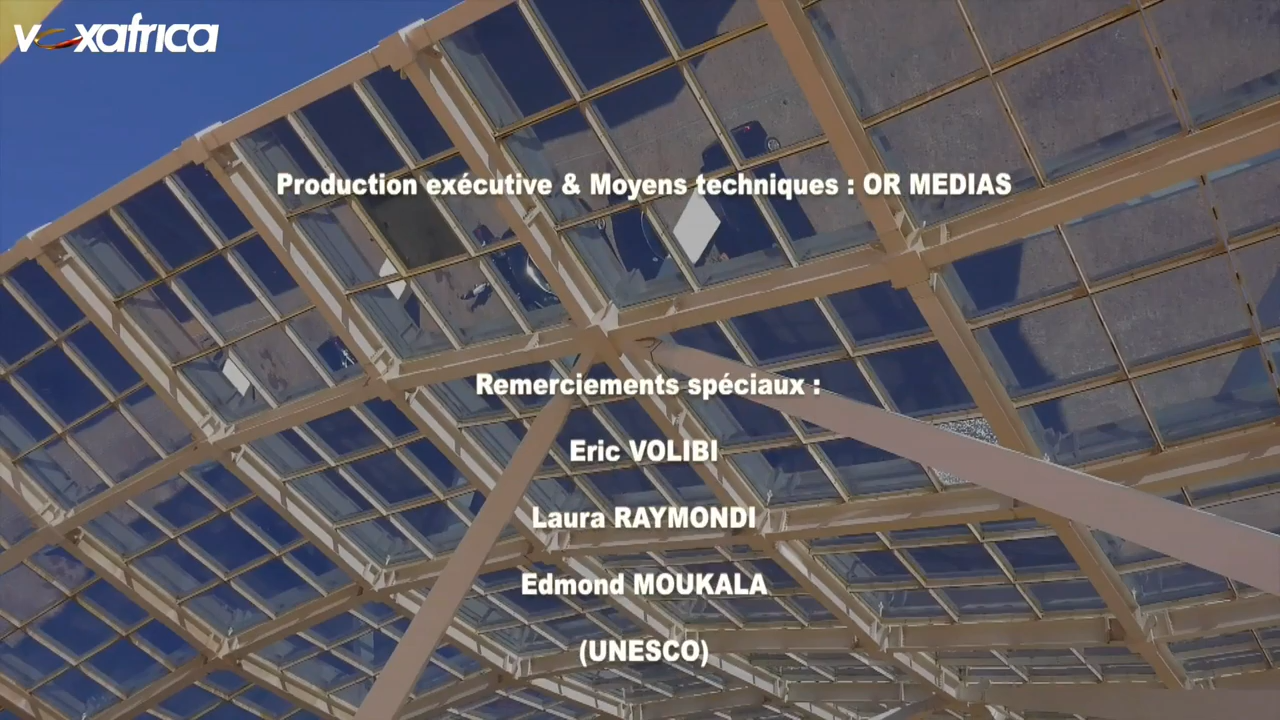 voxafrica
Production exécutive & Moyens techniques : OR MEDIAS
Remerciements spéciaux :
Eric VOLIBI
Laura RAYMONDI
Edmond MOUKALA
(UNESCO)